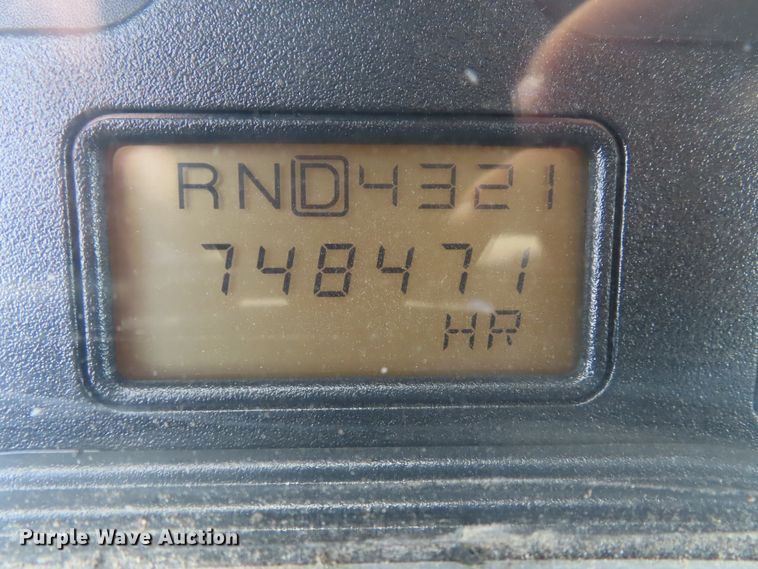 RND4321
748471
HR
Purple Wave Auction